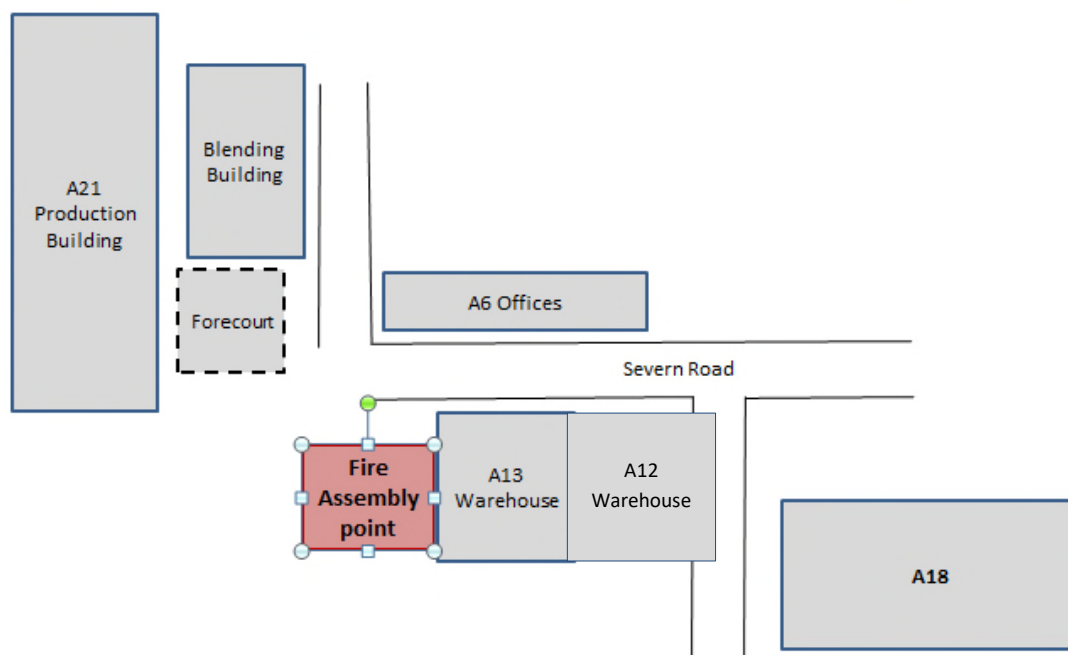 A21
Production
Building
Blending
Building
Forecourt
A6 Offices
Severn Road
Fire
Assembly
point
A13
Warehouse
A12
Warehouse
A18